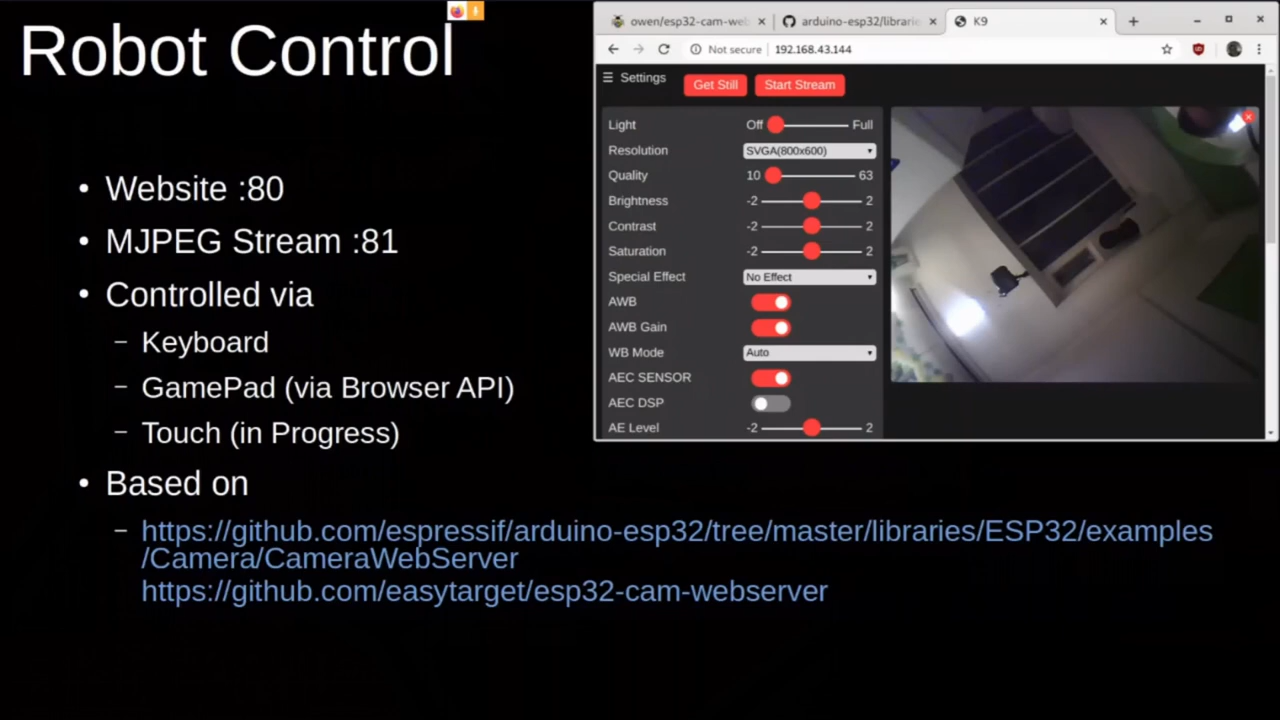 Robot Control
• Website :80
• MJPEG Stream :81
• Controlled via
– Keyboard
– GamePad (via Browser API)
– Touch (in Progress)
• Based on
– https://github.com/espressif/arduino-esp32/tree/master/libraries/ESP32/examples
/Camera/CameraWebServer
https://github.com/easytarget/esp32-cam-webserver
owen/esp32-cam-web
arduino-esp32/librarie
K9
Not secure | 192.168.43.144
☰ Settings
Get Still
Start Stream
Light Off Full
Resolution SVGA(800x600)
Quality 10 63
Brightness -2 2
Contrast -2 2
Saturation -2 2
Special Effect No Effect
AWB
AWB Gain
WB Mode Auto
AEC SENSOR
AEC DSP
AE Level -2 2